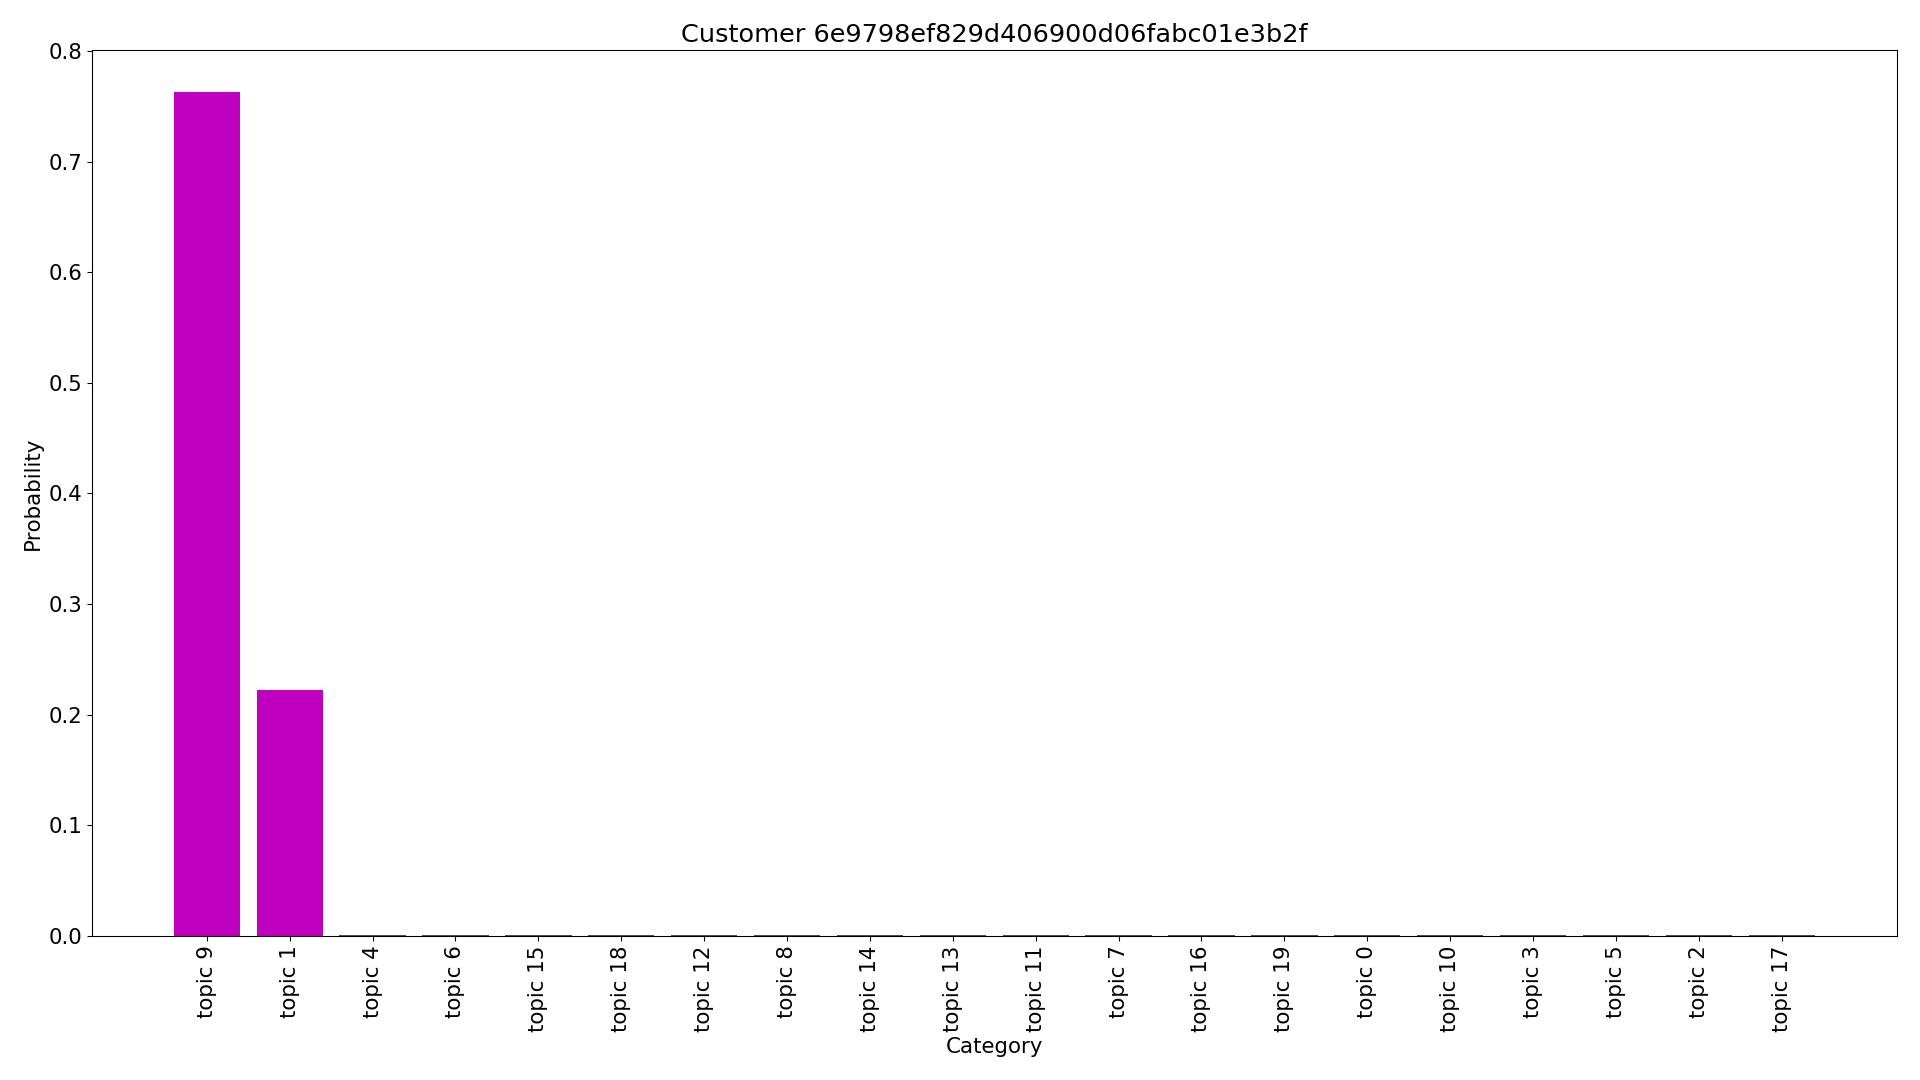 Customer 6e9798ef829d406900d06fabc01e3b2f
0.8
0.7
0.6
0.5
0.4
0.3
0.2
0.1
0.0
Probability
topic 9
topic 1
topic 4
topic 6
topic 15
topic 18
topic 12
topic 8
topic 14
topic 13
topic 11
topic 7
topic 16
topic 19
topic 0
topic 10
topic 3
topic 5
topic 2
topic 17
Category